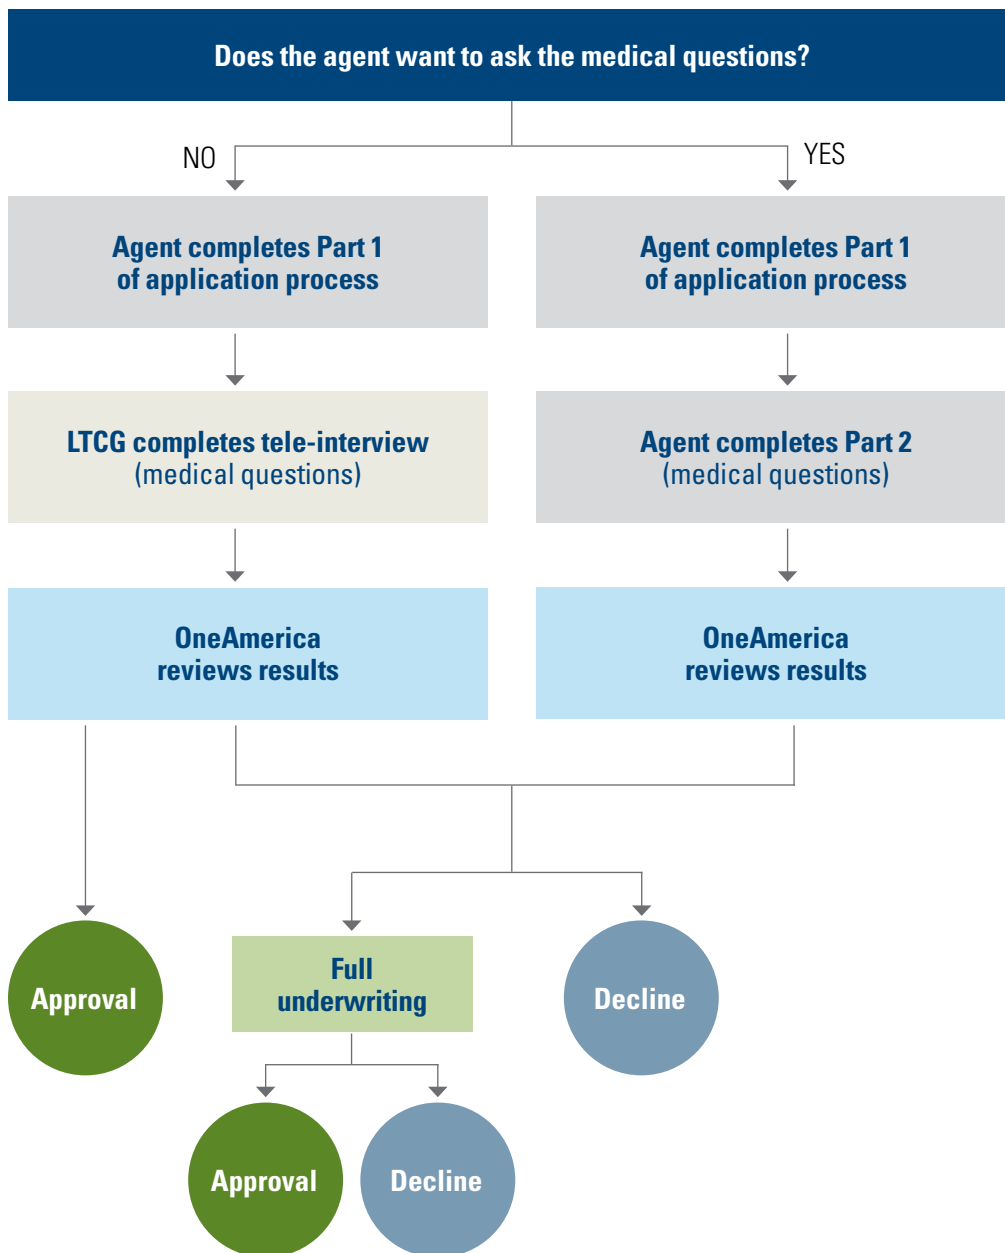 Does the agent want to ask the medical questions?
NO
YES
Agent completes Part 1
of application process
Agent completes Part 1
of application process
LTCG completes tele-interview
(medical questions)
Agent completes Part 2
(medical questions)
OneAmerica
reviews results
OneAmerica
reviews results
Approval
Full
underwriting
Decline
Approval
Decline